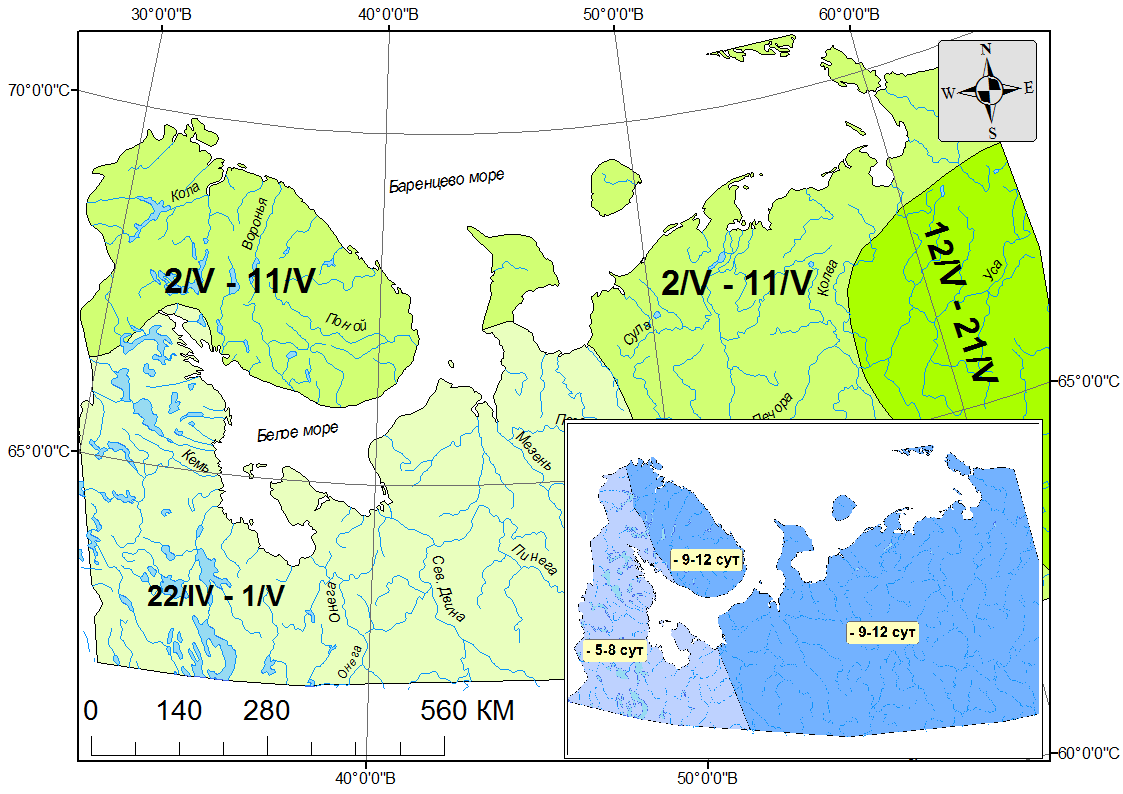 30°0'0"В 40°0'0"В 50°0'0"В 60°0'0"В
N
W E
S
70°0'0"С
Баренцево море
Кола
Воронья
2/V - 11/V
2/V - 11/V
12/V - 21/V
Колва
Уса
Поной
Сула
65°0'0"С
Печора
Белое море
65°0'0"С
Кемь
Мезень
- 9-12 сут
Пинега
Сев. Двина
22/IV - 1/V
Онега
- 9-12 сут
- 5-8 сут
Онега
0 140 280 560 КМ
60°0'0"С
40°0'0"В 50°0'0"В